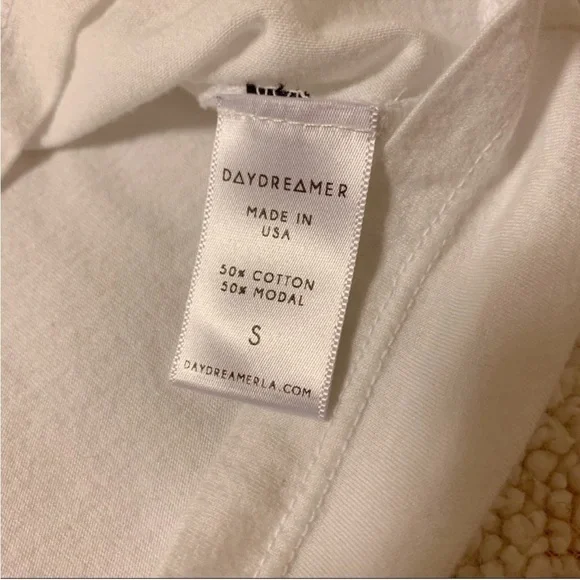 DAYDREAMER
MADE IN
USA
50% COTTON
50% MODAL
S
DAYDREAMERLA.COM